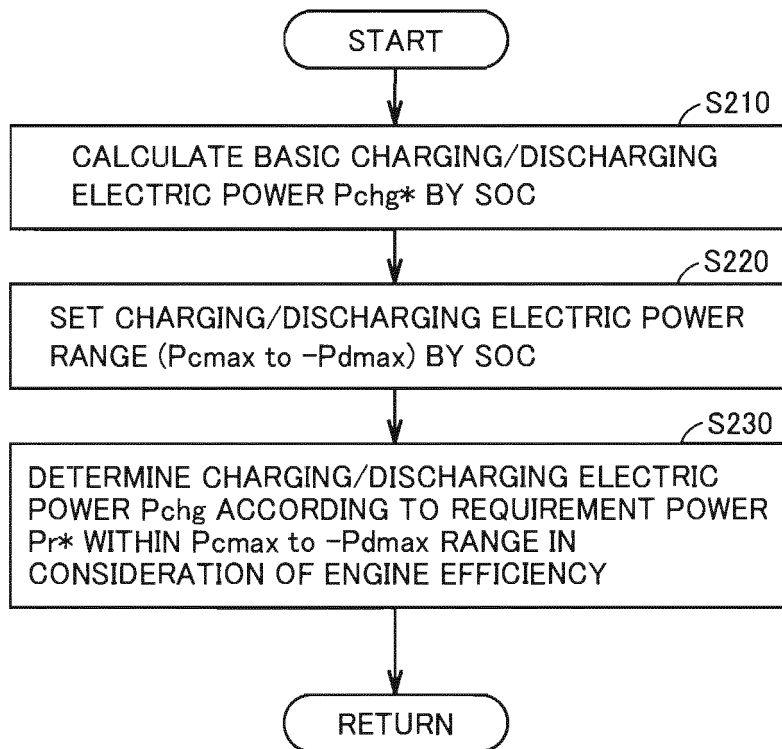 START
S210
CALCULATE BASIC CHARGING/DISCHARGING
ELECTRIC POWER Pchg* BY SOC
S220
SET CHARGING/DISCHARGING ELECTRIC POWER
RANGE (Pcmax to -Pdmax) BY SOC
S230
DETERMINE CHARGING/DISCHARGING ELECTRIC
POWER Pchg ACCORDING TO REQUIREMENT POWER
Pr* WITHIN Pcmax to -Pdmax RANGE IN
CONSIDERATION OF ENGINE EFFICIENCY
RETURN